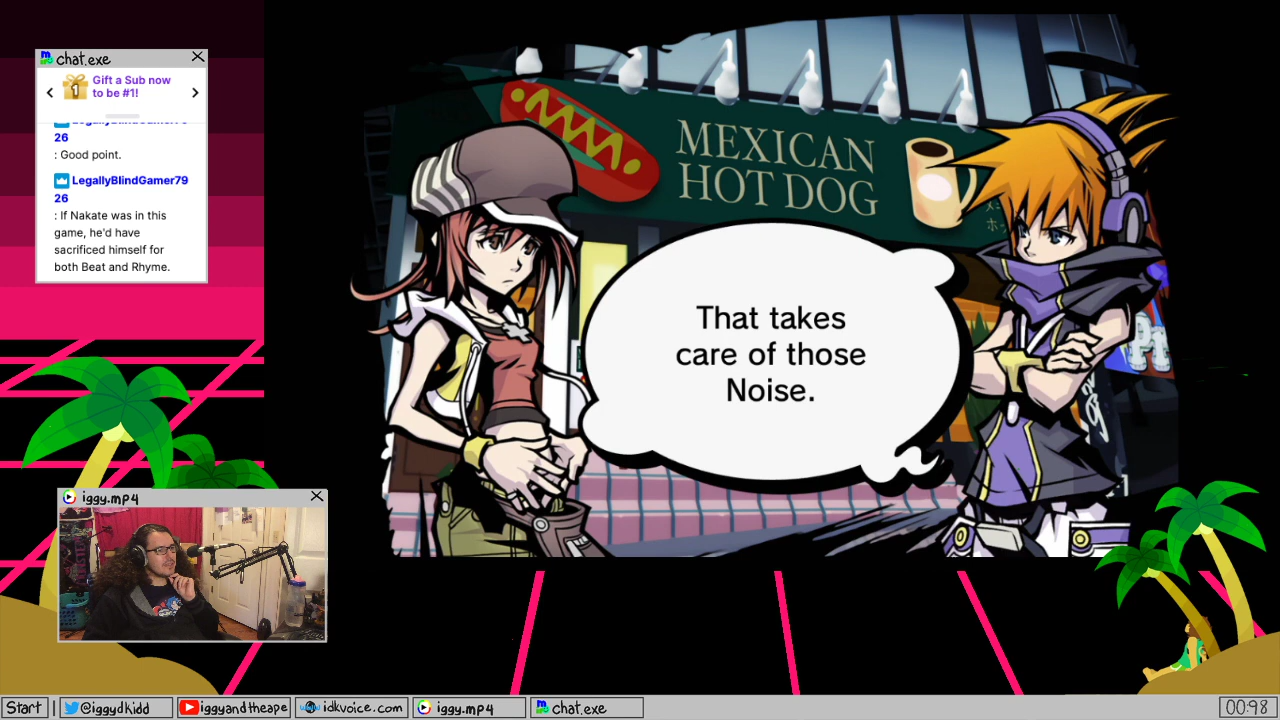 chat.exe
Gift a Sub now
to be #1!
1
26
: Good point.
LegallyBlindGamer79
26
: If Nakate was in this
game, he'd have
sacrificed himself for
both Beat and Rhyme.
MEXICAN
HOT DOG
That takes
care of those
Noise.
iggy.mp4
Start
@iggydkidd
iggyandtheape
idkvoice.com
iggy.mp4
chat.exe
00:98